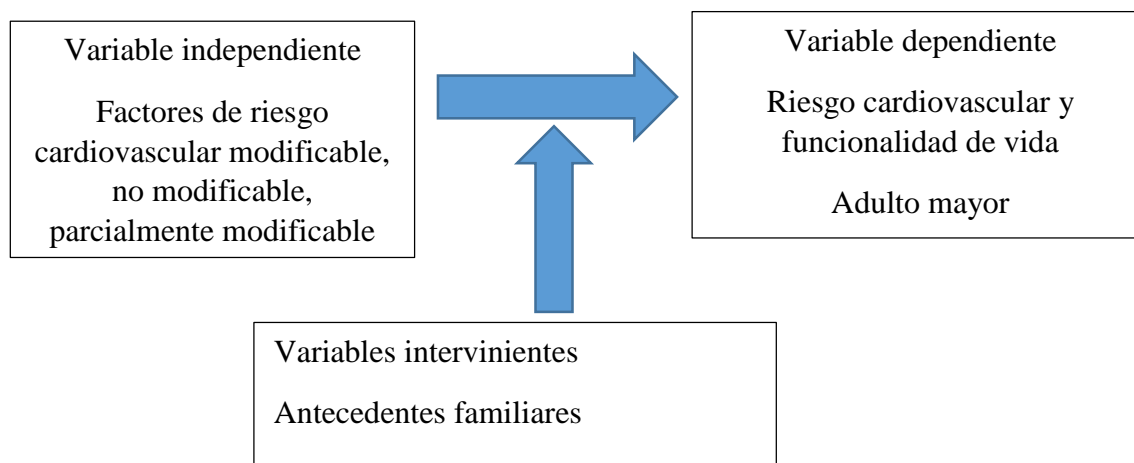 Variable independiente
Factores de riesgo
cardiovascular modificable,
no modificable,
parcialmente modificable
Variable dependiente
Riesgo cardiovascular y
funcionalidad de vida
Adulto mayor
Variables intervinientes
Antecedentes familiares